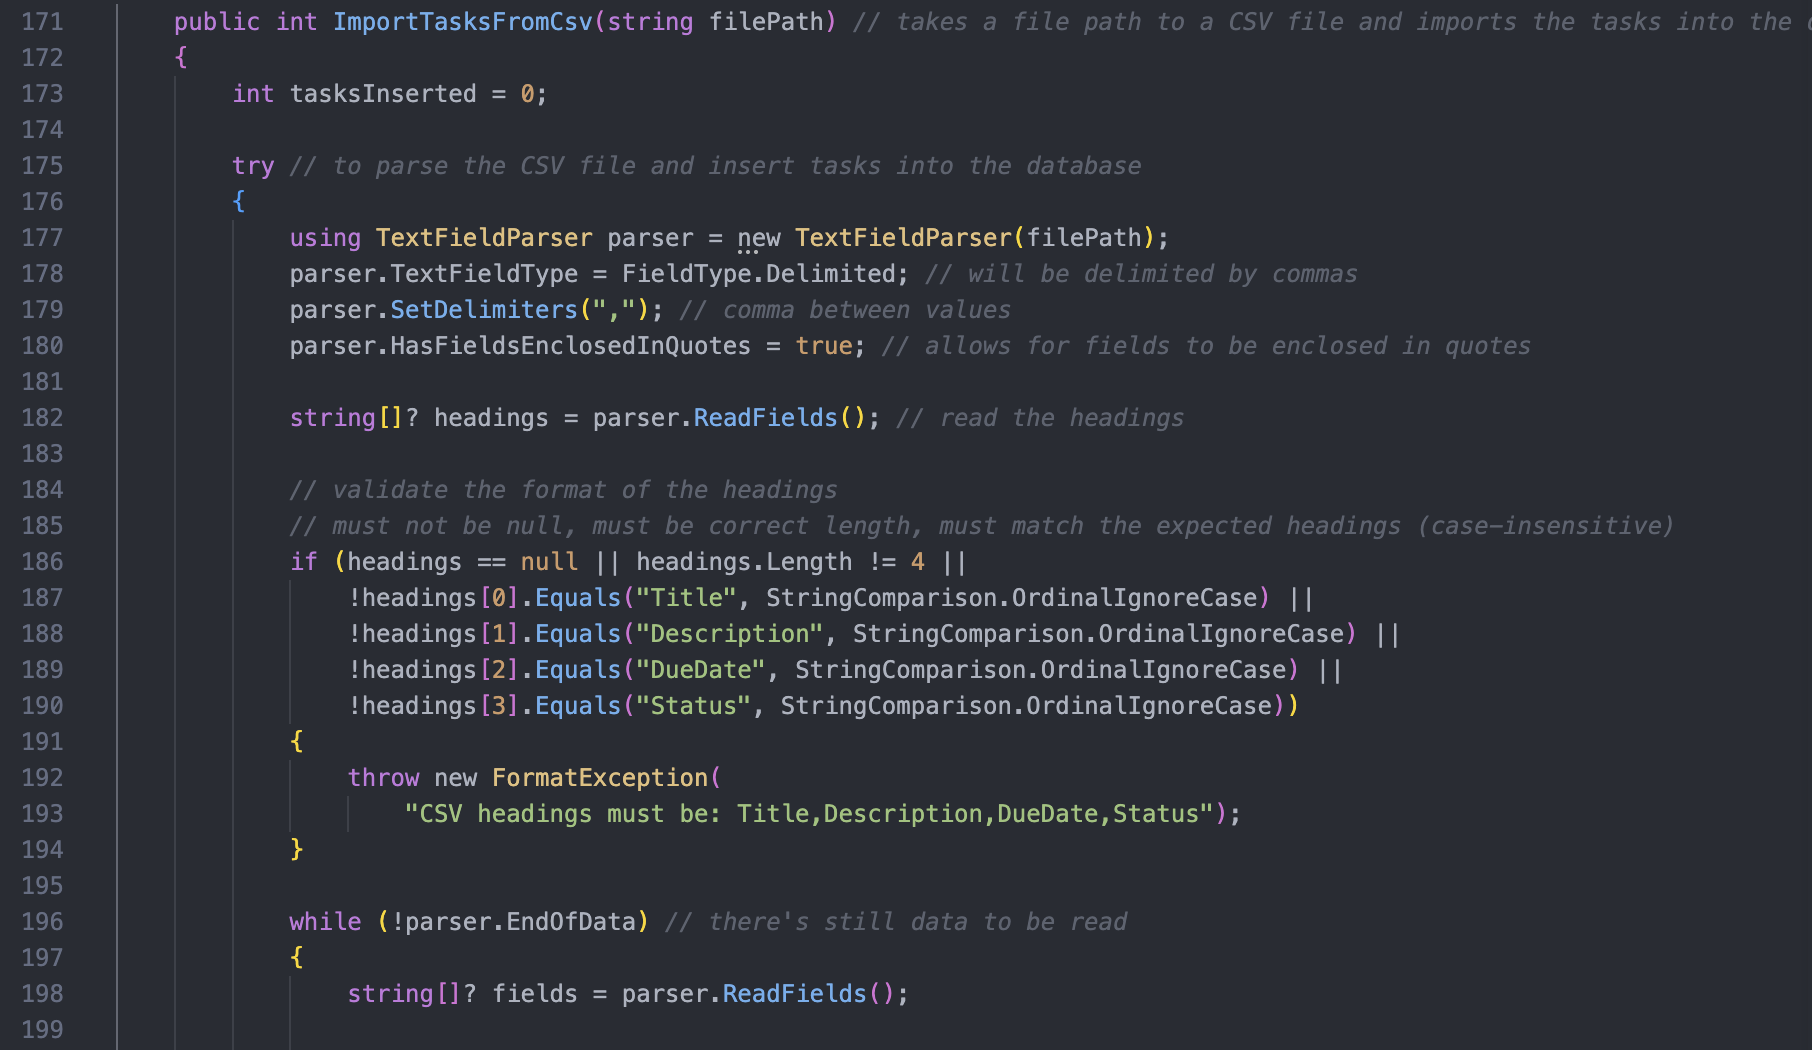 171 public int ImportTasksFromCsv(string filePath) // takes a file path to a CSV file and imports the tasks into the
172 {
173 int tasksInserted = 0;
174
175 try // to parse the CSV file and insert tasks into the database
176 {
177 using TextFieldParser parser = new TextFieldParser(filePath);
178 parser.TextFieldType = FieldType.Delimited; // will be delimited by commas
179 parser.SetDelimiters(","); // comma between values
180 parser.HasFieldsEnclosedInQuotes = true; // allows for fields to be enclosed in quotes
181
182 string[]? headings = parser.ReadFields(); // read the headings
183
184 // validate the format of the headings
185 // must not be null, must be correct length, must match the expected headings (case-insensitive)
186 if (headings == null || headings.Length != 4 ||
187 !headings[0].Equals("Title", StringComparison.OrdinalIgnoreCase) ||
188 !headings[1].Equals("Description", StringComparison.OrdinalIgnoreCase) ||
189 !headings[2].Equals("DueDate", StringComparison.OrdinalIgnoreCase) ||
190 !headings[3].Equals("Status", StringComparison.OrdinalIgnoreCase))
191 {
192 throw new FormatException(
193 "CSV headings must be: Title,Description,DueDate,Status");
194 }
195
196 while (!parser.EndOfData) // there's still data to be read
197 {
198 string[]? fields = parser.ReadFields();
199